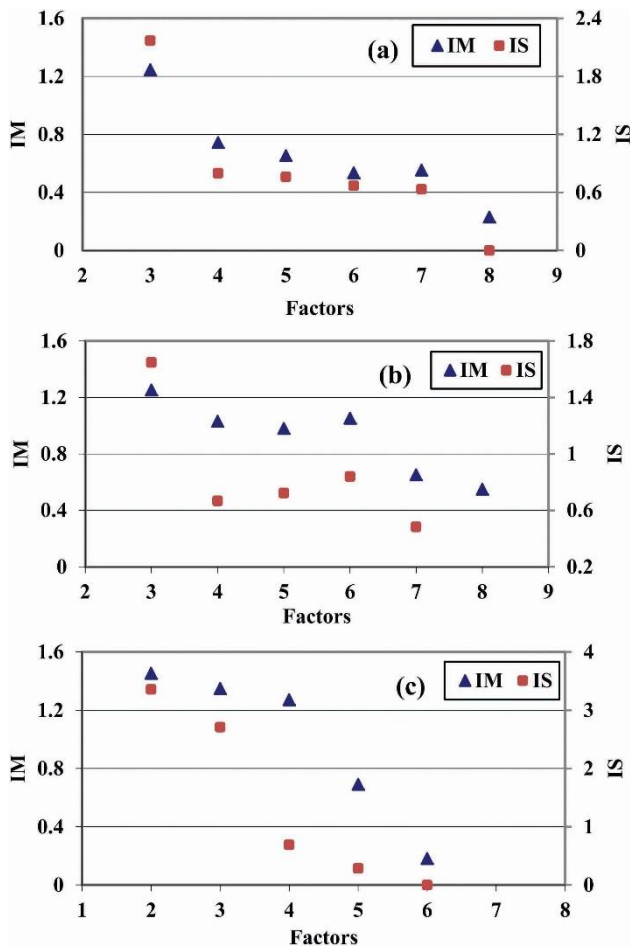 1.6 2.4
(a) IM IS
1.2 1.8
IM 0.8 1.2 IS
0.4 0.6
0 0
2 3 4 5 6 7 8 9
Factors
1.6 1.8
(b) IM IS
1.2 1.4
IM 0.8 1 IS
0.4 0.6
0 0.2
2 3 4 5 6 7 8 9
Factors
1.6 4
(c) IM IS
1.2 3
IM 0.8 2 IS
0.4 1
0 0
1 2 3 4 5 6 7 8
Factors